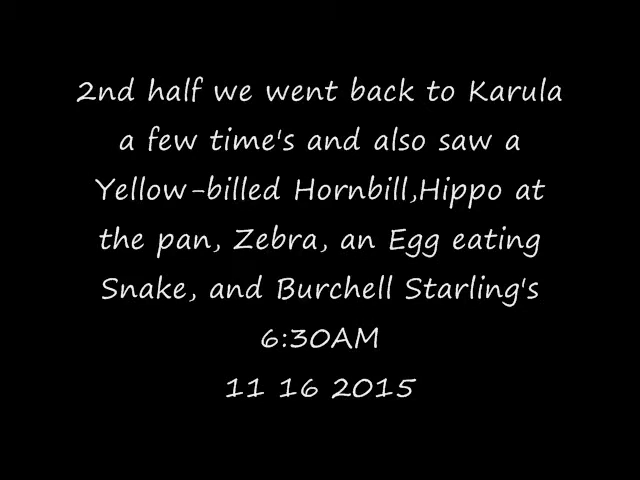 2nd half we went back to Karula
a few time's and also saw a
Yellow-billed Hornbill,Hippo at
the pan, Zebra, an Egg eating
Snake, and Burchell Starling's
6:30AM
11 16 2015